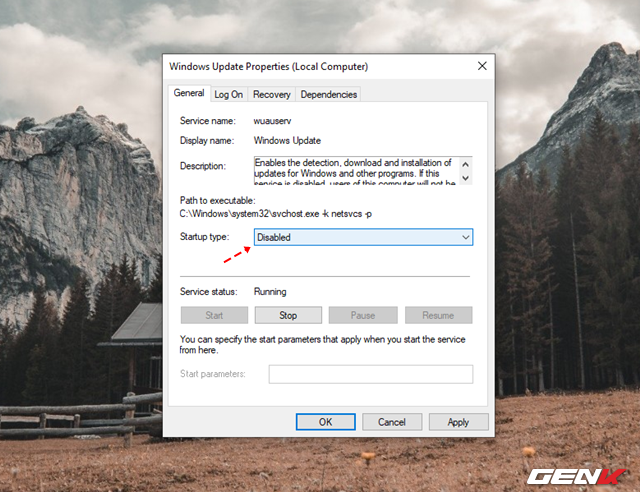 Windows Update Properties (Local Computer)
General Log On Recovery Dependencies
Service name: wuauserv
Display name: Windows Update
Description: Enables the detection, download and installation of
updates for Windows and other programs. If this
service is disabled, users of this computer will not be
Path to executable:
C:\Windows\system32\svchost.exe -k netsvcs -p
Startup type: Disabled
Service status: Running
Start Stop Pause Resume
You can specify the start parameters that apply when you start the service
from here.
Start parameters:
OK Cancel Apply
GENK